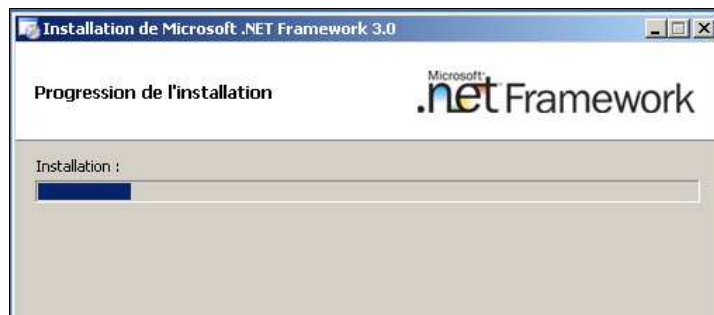 Installation de Microsoft .NET Framework 3.0
Progression de l'installation
Microsoft
.net Framework
Installation :